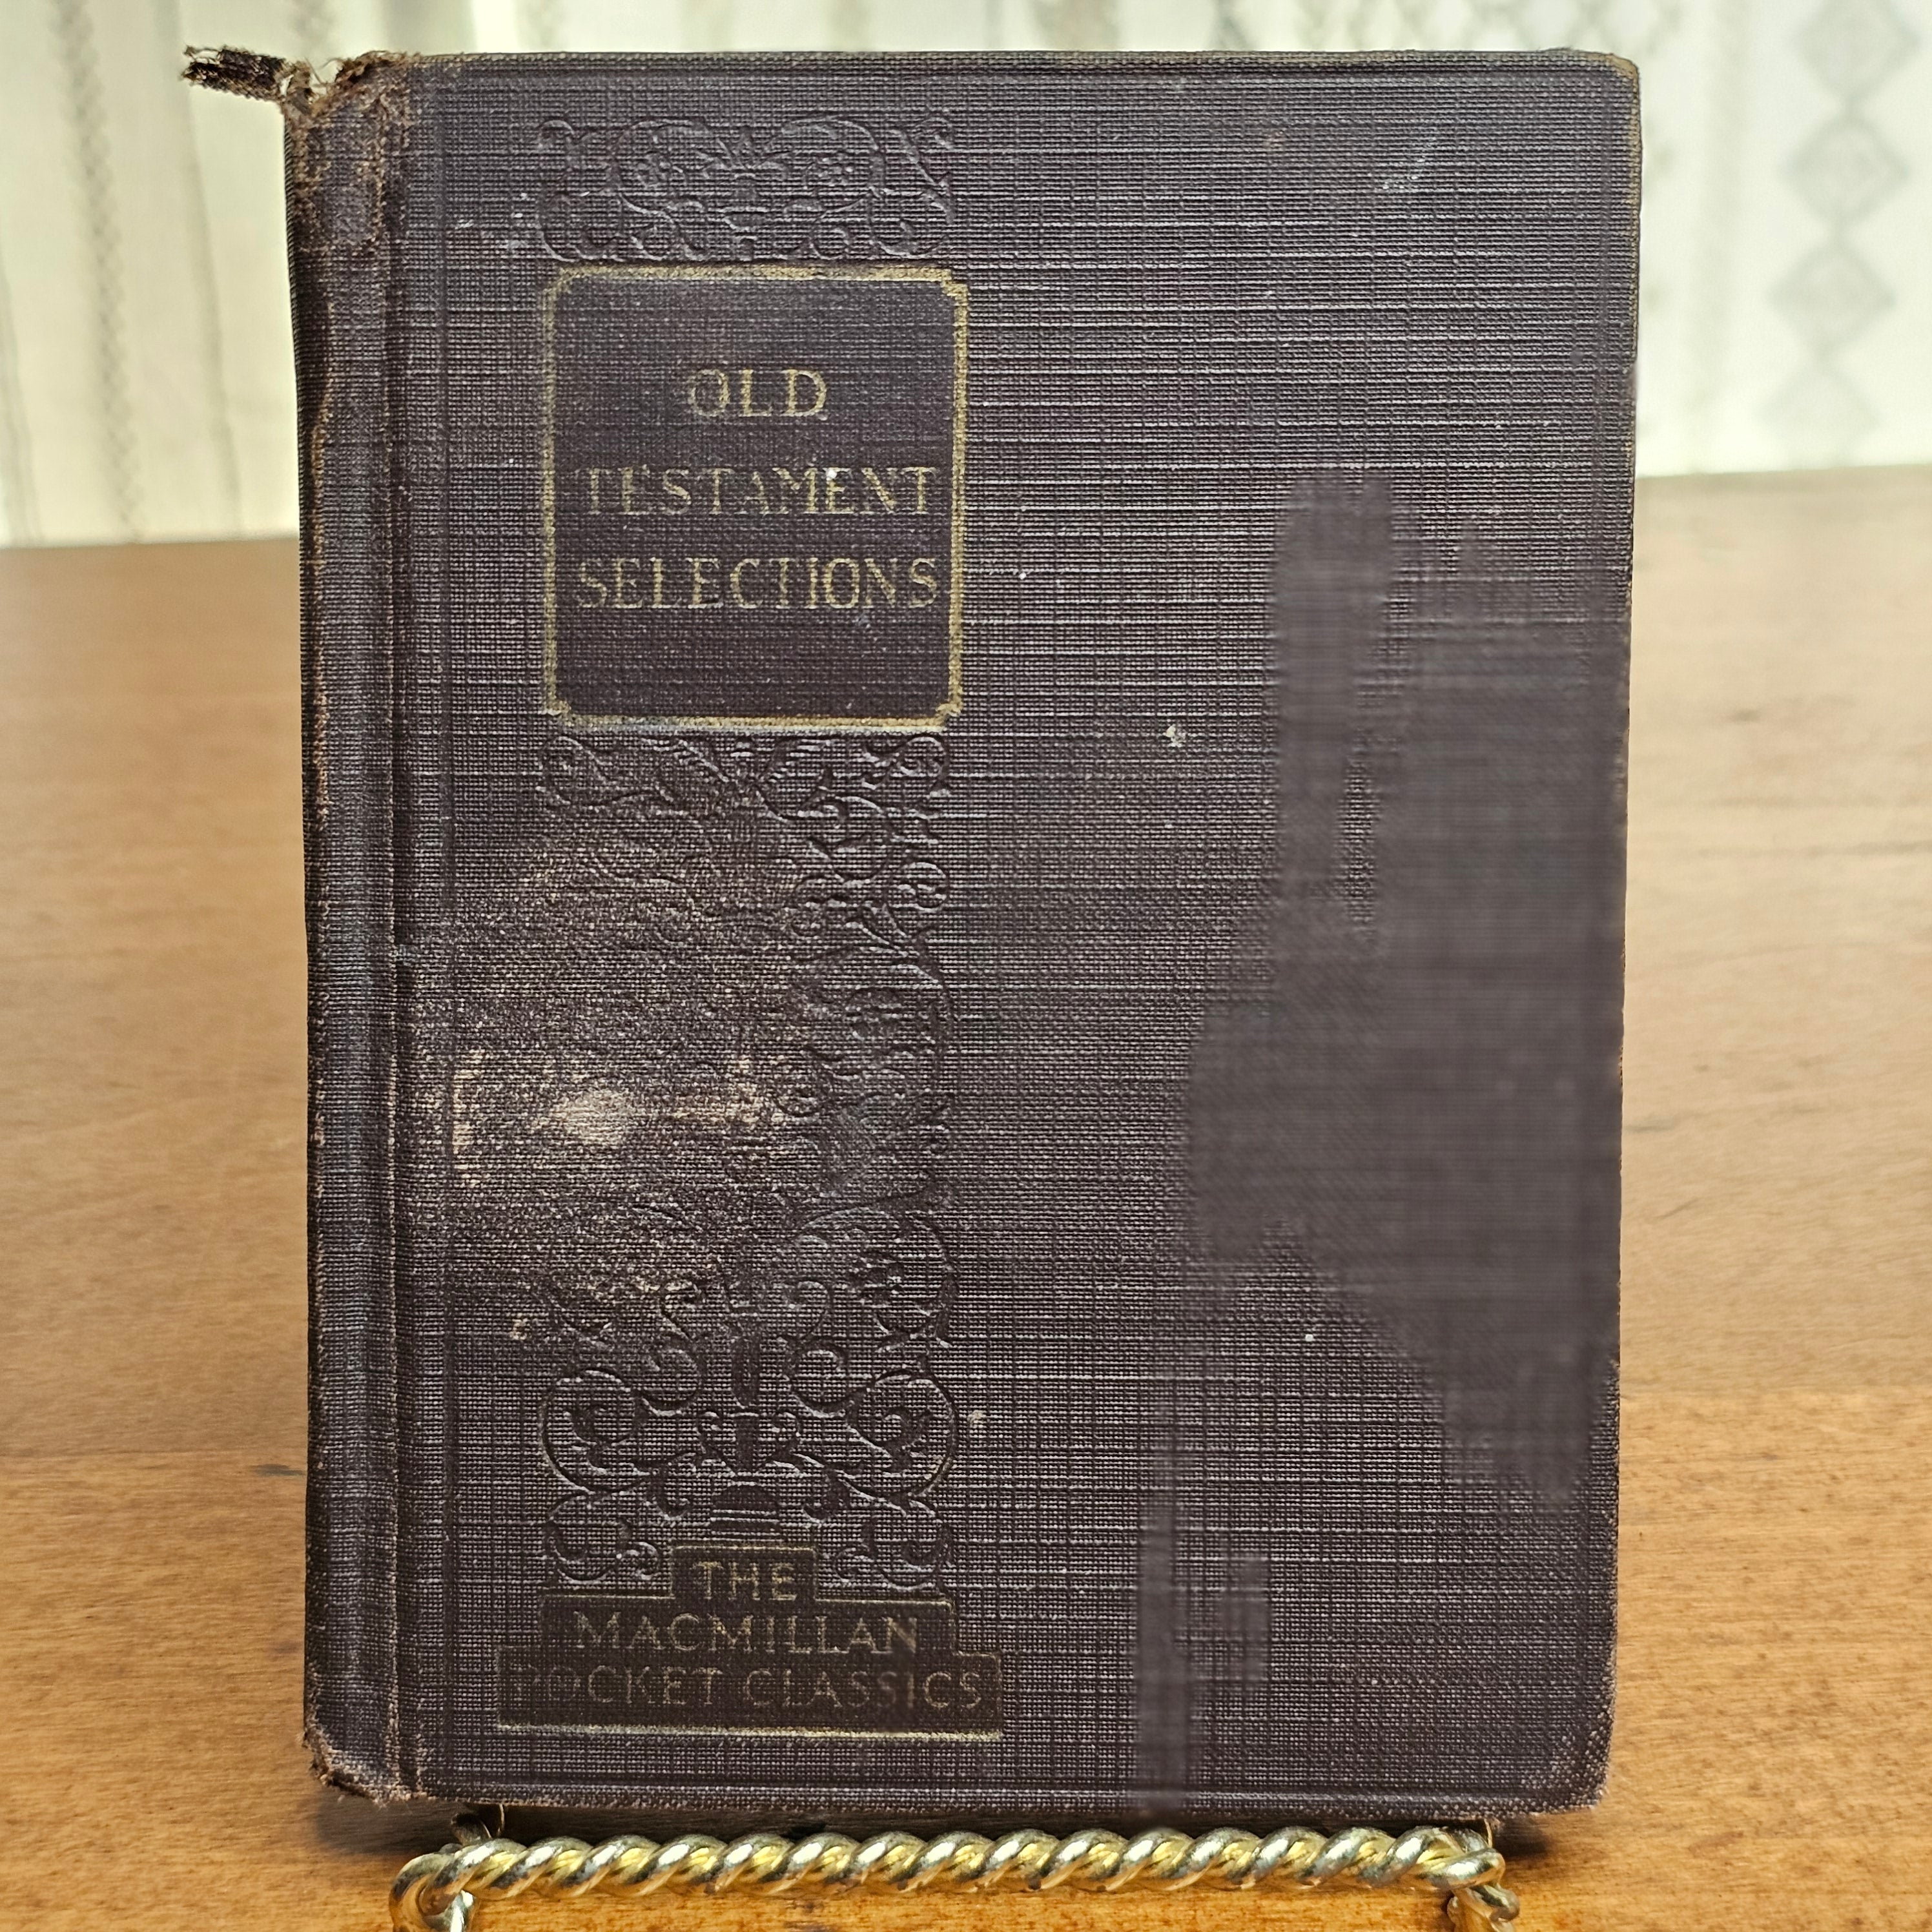 OLD
TESTAMENT
SELECTIONS
THE
MACMILLAN
POCKET CLASSICS